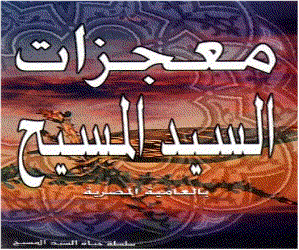 معجزات
السيد المسيح
بالعامية المصرية
سلسلة حياة السيد المسيح